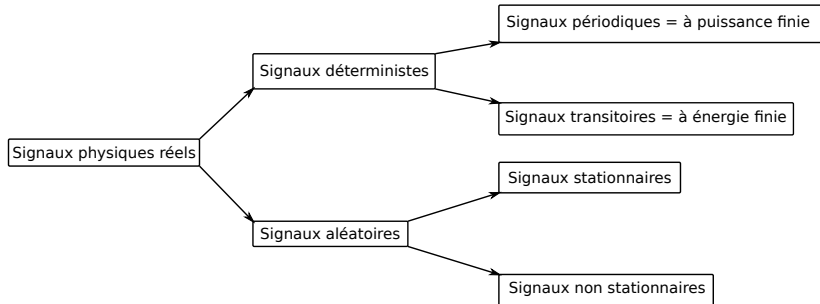 Signaux périodiques = à puissance finie
Signaux déterministes
Signaux transitoires = à énergie finie
Signaux physiques réels
Signaux stationnaires
Signaux aléatoires
Signaux non stationnaires